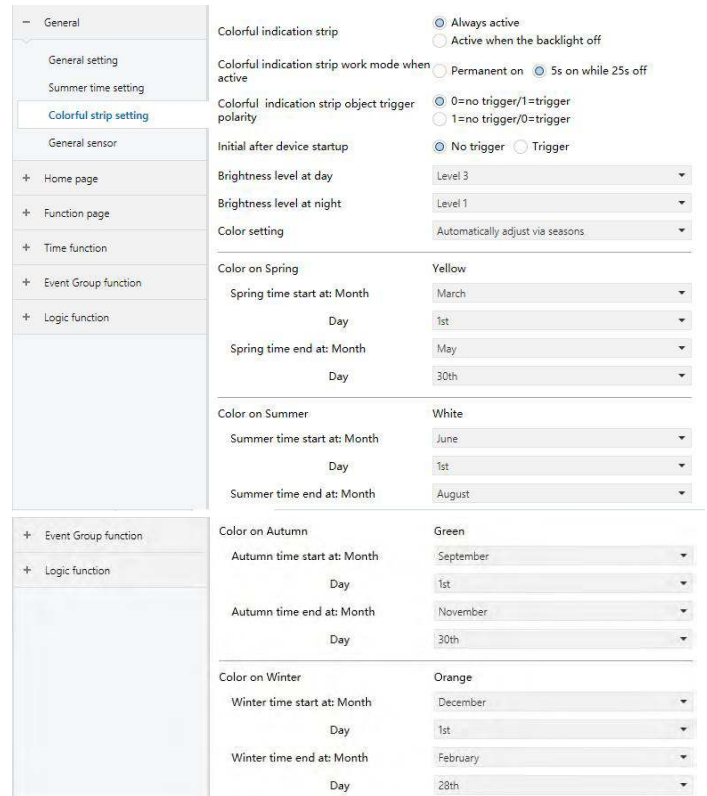 − General
General setting
Summer time setting
Colorful strip setting
General sensor
+ Home page
+ Function page
+ Time function
+ Event Group function
+ Logic function
Colorful indication strip
Always active
Active when the backlight off
Colorful indication strip work mode when active
Permanent on 5s on while 25s off
Colorful indication strip object trigger polarity
0=no trigger/1=trigger
1=no trigger/0=trigger
Initial after device startup No trigger Trigger
Brightness level at day Level 3
Brightness level at night Level 1
Color setting Automatically adjust via seasons
Color on Spring Yellow
Spring time start at: Month March
Day 1st
Spring time end at: Month May
Day 30th
Color on Summer White
Summer time start at: Month June
Day 1st
Summer time end at: Month August
+ Event Group function
+ Logic function
Color on Autumn Green
Autumn time start at: Month September
Day 1st
Autumn time end at: Month November
Day 30th
Color on Winter Orange
Winter time start at: Month December
Day 1st
Winter time end at: Month February
Day 28th